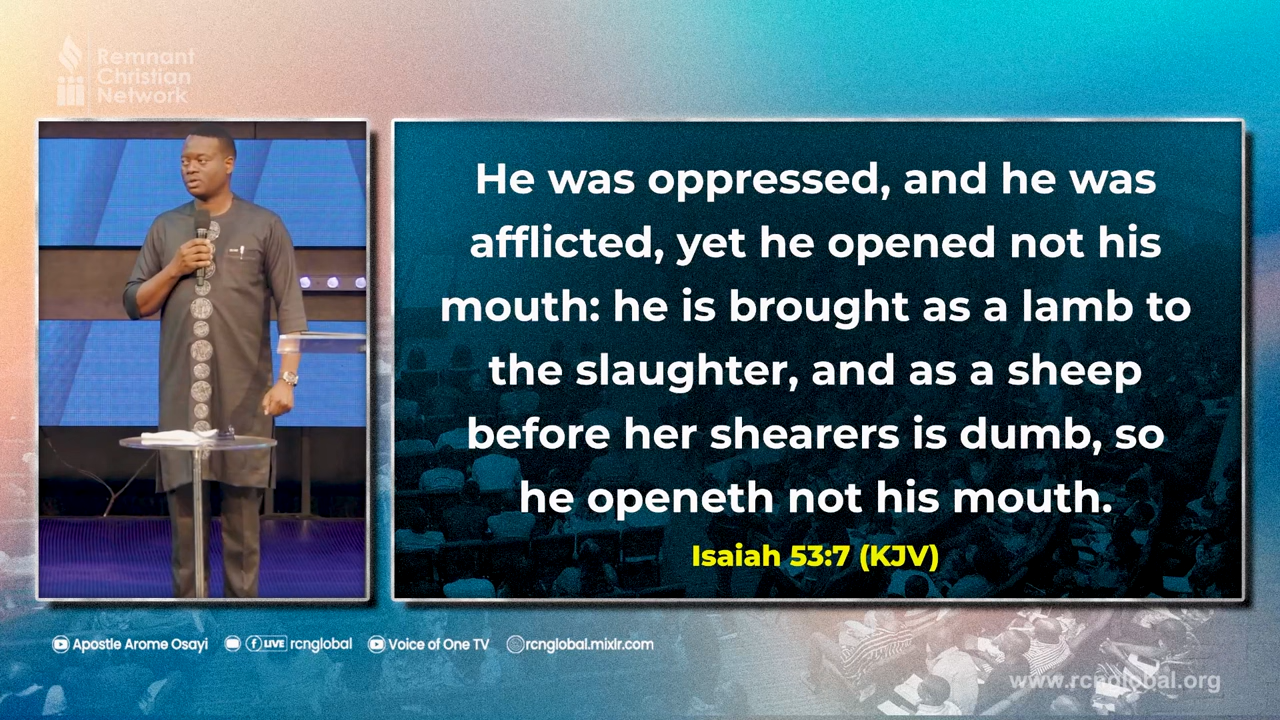 Remnant
Christian
Network
He was oppressed, and he was
afflicted, yet he opened not his
mouth: he is brought as a lamb to
the slaughter, and as a sheep
before her shearers is dumb, so
he openeth not his mouth.
Isaiah 53:7 (KJV)
Apostle Arome Osayi LIVE rcnglobal Voice of One TV rcnglobal.mixlr.com
www.rcnglobal.org